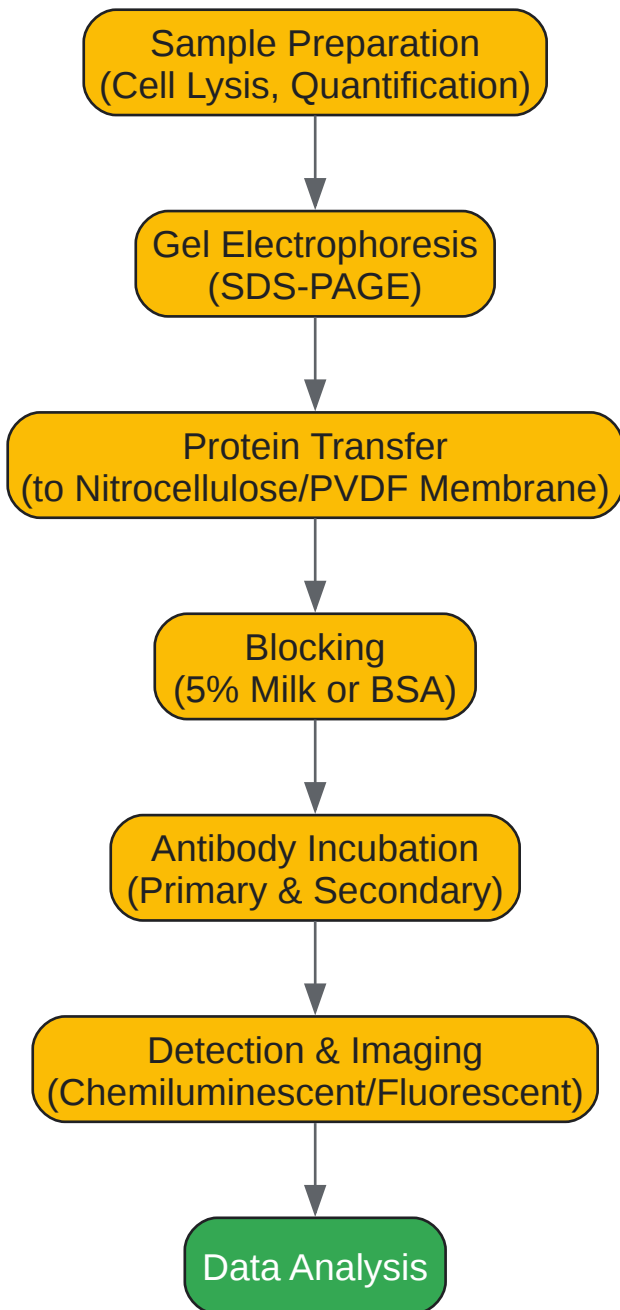 Sample Preparation
(Cell Lysis, Quantification)
Gel Electrophoresis
(SDS-PAGE)
Protein Transfer
(to Nitrocellulose/PVDF Membrane)
Blocking
(5% Milk or BSA)
Antibody Incubation
(Primary & Secondary)
Detection & Imaging
(Chemiluminescent/Fluorescent)
Data Analysis